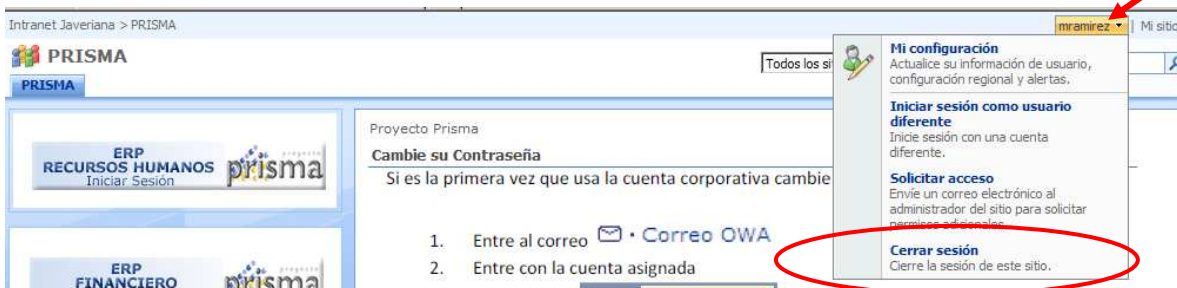 Intranet Javeriana > PRISMA
mramirez
Mi sitio
PRISMA
Todos los si
PRISMA
Mi configuración
Actualice su información de usuario,
configuración regional y alertas.
Iniciar sesión como usuario
diferente
Inicie sesión con una cuenta
diferente.
Solicitar acceso
Envíe un correo electrónico al
administrador del sitio para solicitar
permisos adicionales.
Cerrar sesión
Cierre la sesión de este sitio.
ERP
RECURSOS HUMANOS
Iniciar Sesión
proyecto
prisma
ERP
FINANCIERO
prisma
Proyecto Prisma
Cambie su Contraseña
Si es la primera vez que usa la cuenta corporativa cambie
1. Entre al correo · Correo OWA
2. Entre con la cuenta asignada